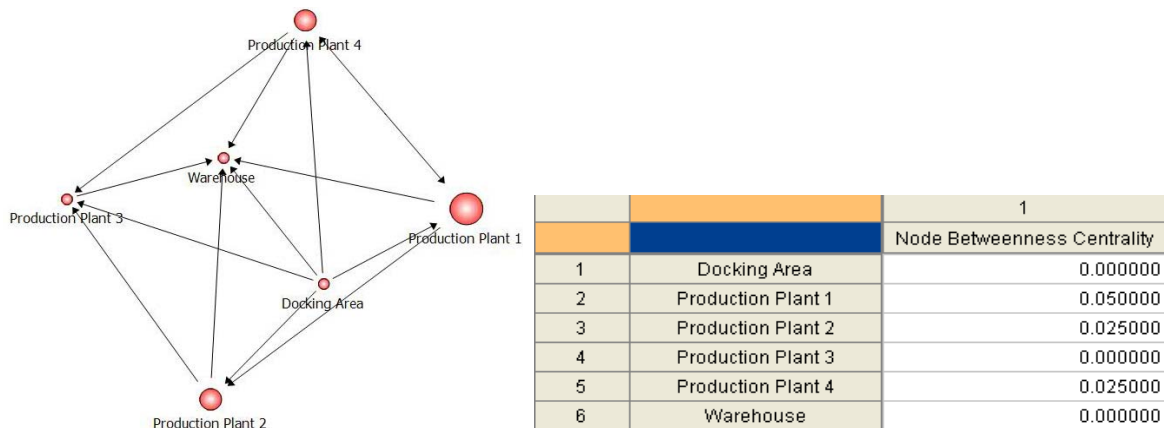 Production Plant 4
Warehouse
Production Plant 3
Production Plant 1
Docking Area
Production Plant 2
1
Node Betweenness Centrality
1 Docking Area 0.000000
2 Production Plant 1 0.050000
3 Production Plant 2 0.025000
4 Production Plant 3 0.000000
5 Production Plant 4 0.025000
6 Warehouse 0.000000